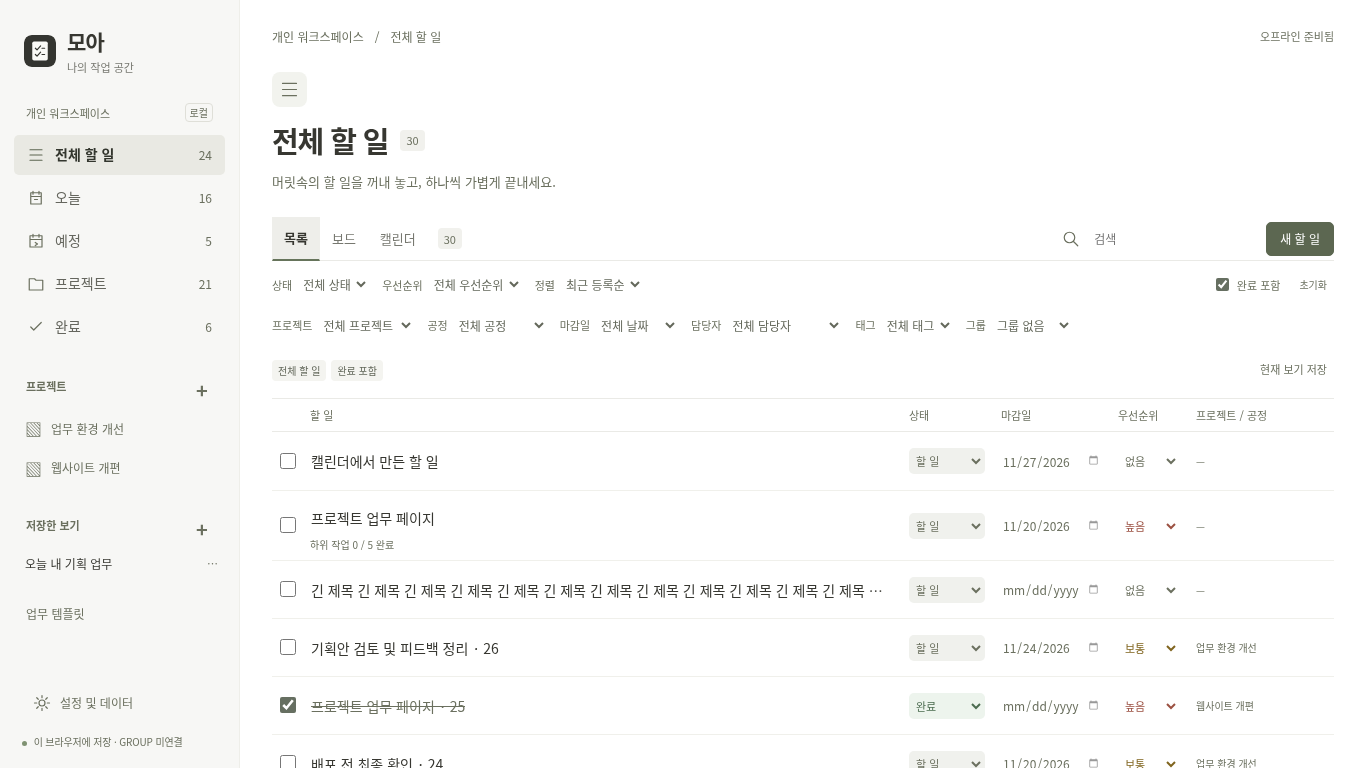 모아
나의 작업 공간
개인 워크스페이스 로컬
전체 할 일 24
오늘 16
예정 5
프로젝트 21
완료 6
프로젝트 +
업무 환경 개선
웹사이트 개편
저장한 보기 +
오늘 내 기획 업무 ···
업무 템플릿
설정 및 데이터
이 브라우저에 저장 · GROUP 미연결
개인 워크스페이스 / 전체 할 일 오프라인 준비됨
전체 할 일 30
머릿속의 할 일을 꺼내 놓고, 하나씩 가볍게 끝내세요.
목록 보드 캘린더 30 검색 새 할 일
상태 전체 상태 우선순위 전체 우선순위 정렬 최근 등록순 완료 포함 초기화
프로젝트 전체 프로젝트 공정 전체 공정 마감일 전체 날짜 담당자 전체 담당자 태그 전체 태그 그룹 그룹 없음
전체 할 일 완료 포함 현재 보기 저장
할 일 상태 마감일 우선순위 프로젝트 / 공정
캘린더에서 만든 할 일 할 일 11/27/2026 없음 —
프로젝트 업무 페이지 할 일 11/20/2026 높음 —
하위 작업 0 / 5 완료
긴 제목 긴 제목 긴 제목 긴 제목 긴 제목 긴 제목 긴 제목 긴 제목 긴 제목 긴 제목 긴 제목 긴 제목 … 할 일 mm/dd/yyyy 없음 —
기획안 검토 및 피드백 정리 · 26 할 일 11/24/2026 보통 업무 환경 개선
프로젝트 업무 페이지 · 25 완료 mm/dd/yyyy 높음 웹사이트 개편
배포 전 최종 확인 · 24 할 일 11/20/2026 보통 업무 환경 개선